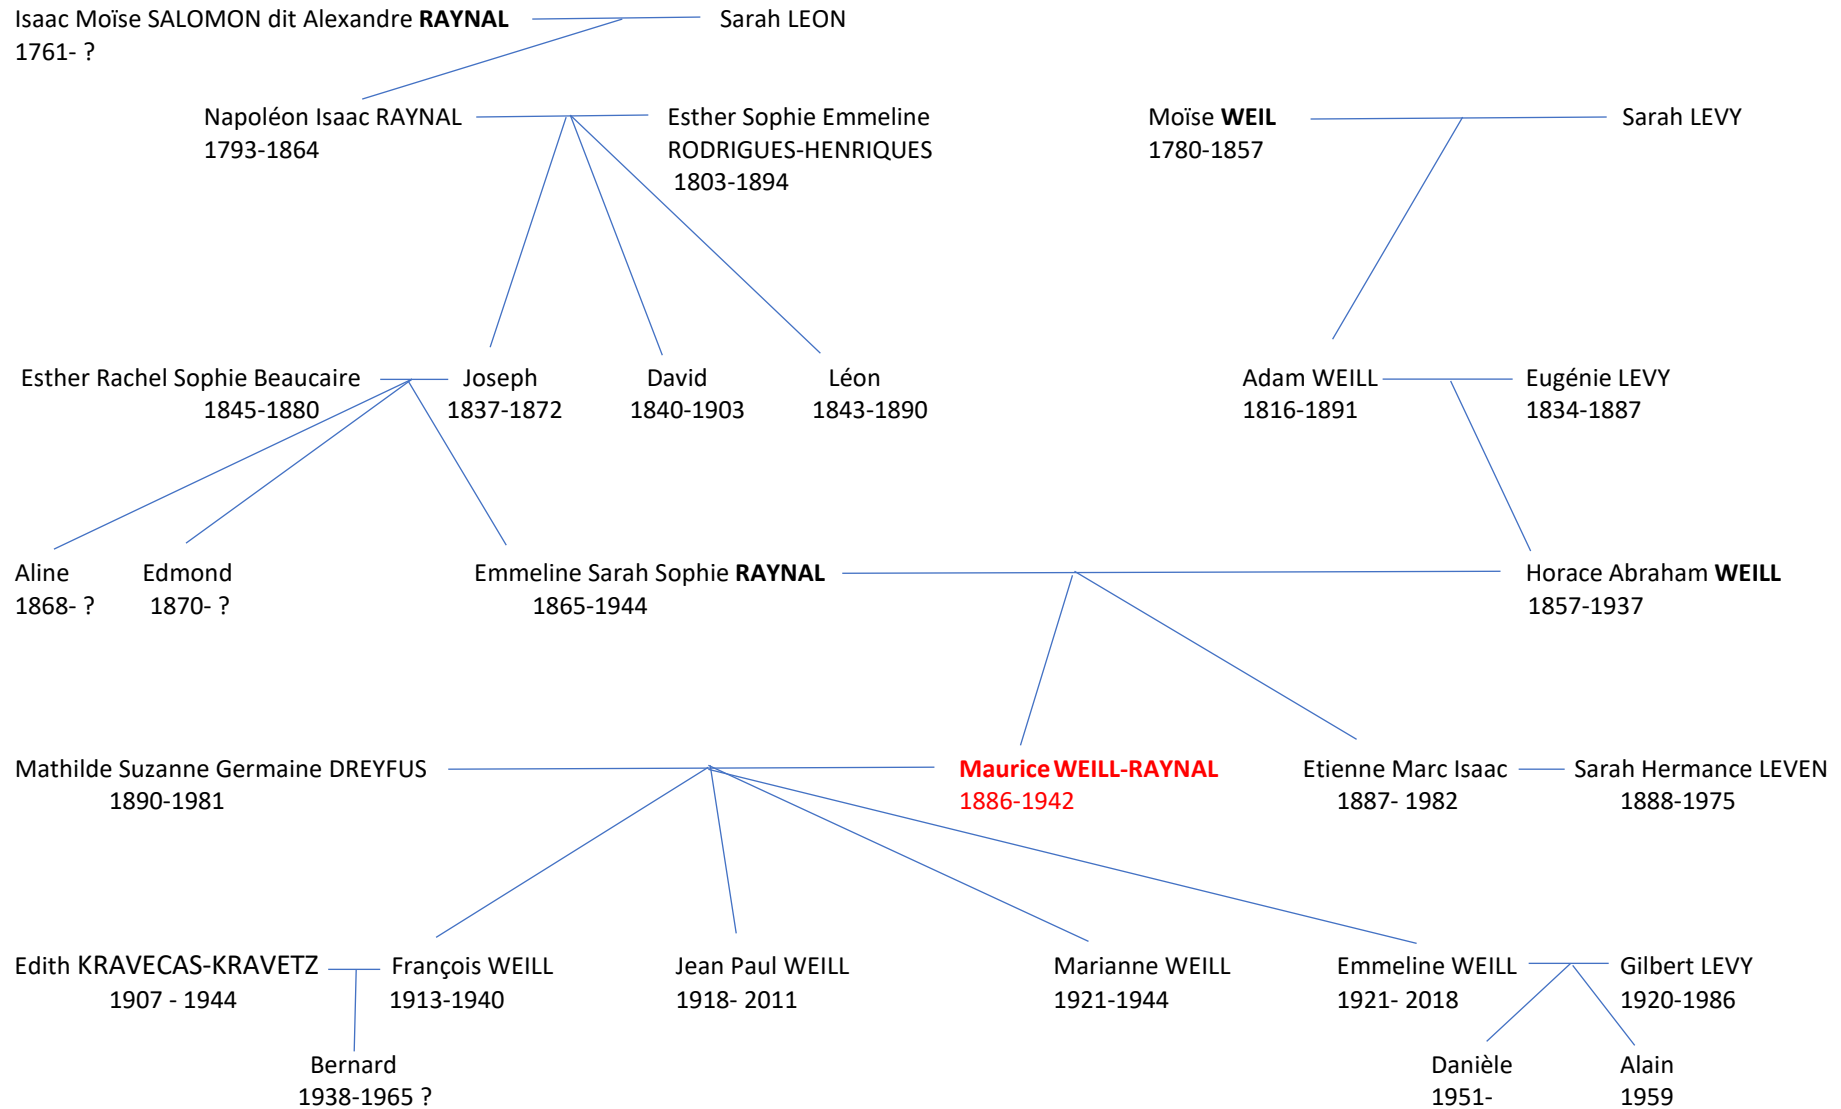 Isaac Moïse SALOMON dit Alexandre RAYNAL Sarah LEON
1761- ?
Napoléon Isaac RAYNAL Esther Sophie Emmeline Moïse WEIL Sarah LEVY
1793-1864 RODRIGUES-HENRIQUES 1780-1857
1803-1894
Esther Rachel Sophie Beaucaire Joseph David Léon Adam WEILL Eugénie LEVY
1845-1880 1837-1872 1840-1903 1843-1890 1816-1891 1834-1887
Aline Edmond Emmeline Sarah Sophie RAYNAL Horace Abraham WEILL
1868- ? 1870- ? 1865-1944 1857-1937
Mathilde Suzanne Germaine DREYFUS Maurice WEILL-RAYNAL Etienne Marc Isaac Sarah Hermance LEVEN
1890-1981 1886-1942 1887- 1982 1888-1975
Edith KRAVECAS-KRAVETZ François WEILL Jean Paul WEILL Marianne WEILL Emmeline WEILL Gilbert LEVY
1907 - 1944 1913-1940 1918- 2011 1921-1944 1921- 2018 1920-1986
Bernard Danièle Alain
1938-1965 ? 1951- 1959